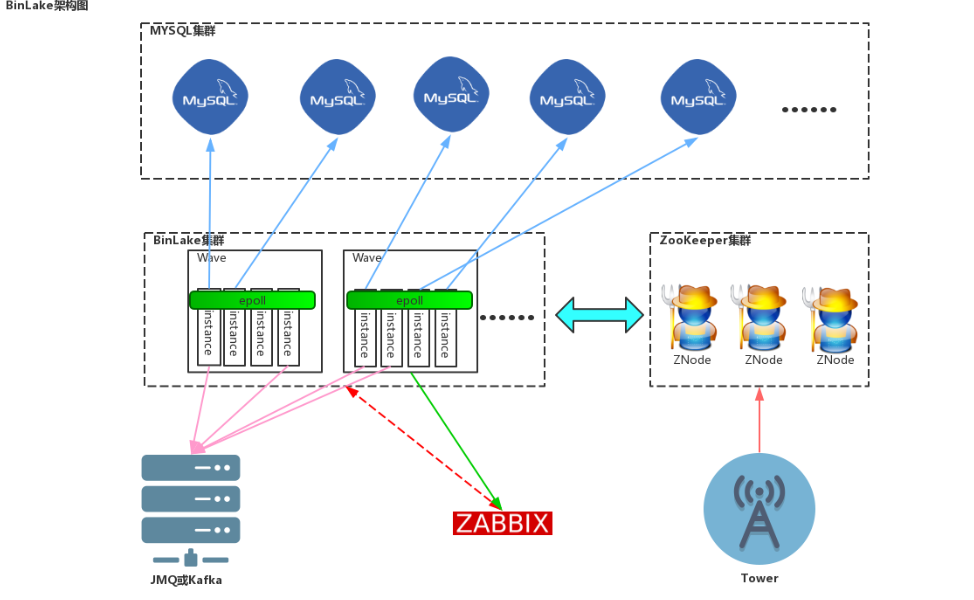 BinLake架构图
MYSQL集群
MySQL
MySQL
MySQL
MySQL
MySQL
BinLake集群
ZooKeeper集群
Wave
Wave
epoll
epoll
instance
instance
instance
instance
instance
instance
instance
instance
ZNode
ZNode
ZNode
ZABBIX
JMQ或Kafka
Tower